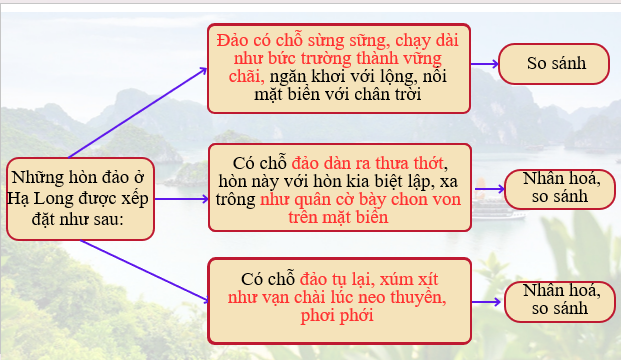 Những hòn đảo ở
Hạ Long được xếp
đặt như sau:
Đảo có chỗ sừng sững, chạy dài
như bức trường thành vững
chãi, ngăn khơi với lộng, nối
mặt biển với chân trời
So sánh
Có chỗ đảo dàn ra thưa thớt,
hòn này với hòn kia biệt lập, xa
trông như quân cờ bày chon von
trên mặt biển
Nhân hoá,
so sánh
Có chỗ đảo tụ lại, xúm xít
như vạn chài lúc neo thuyền,
phơi phới
Nhân hoá,
so sánh